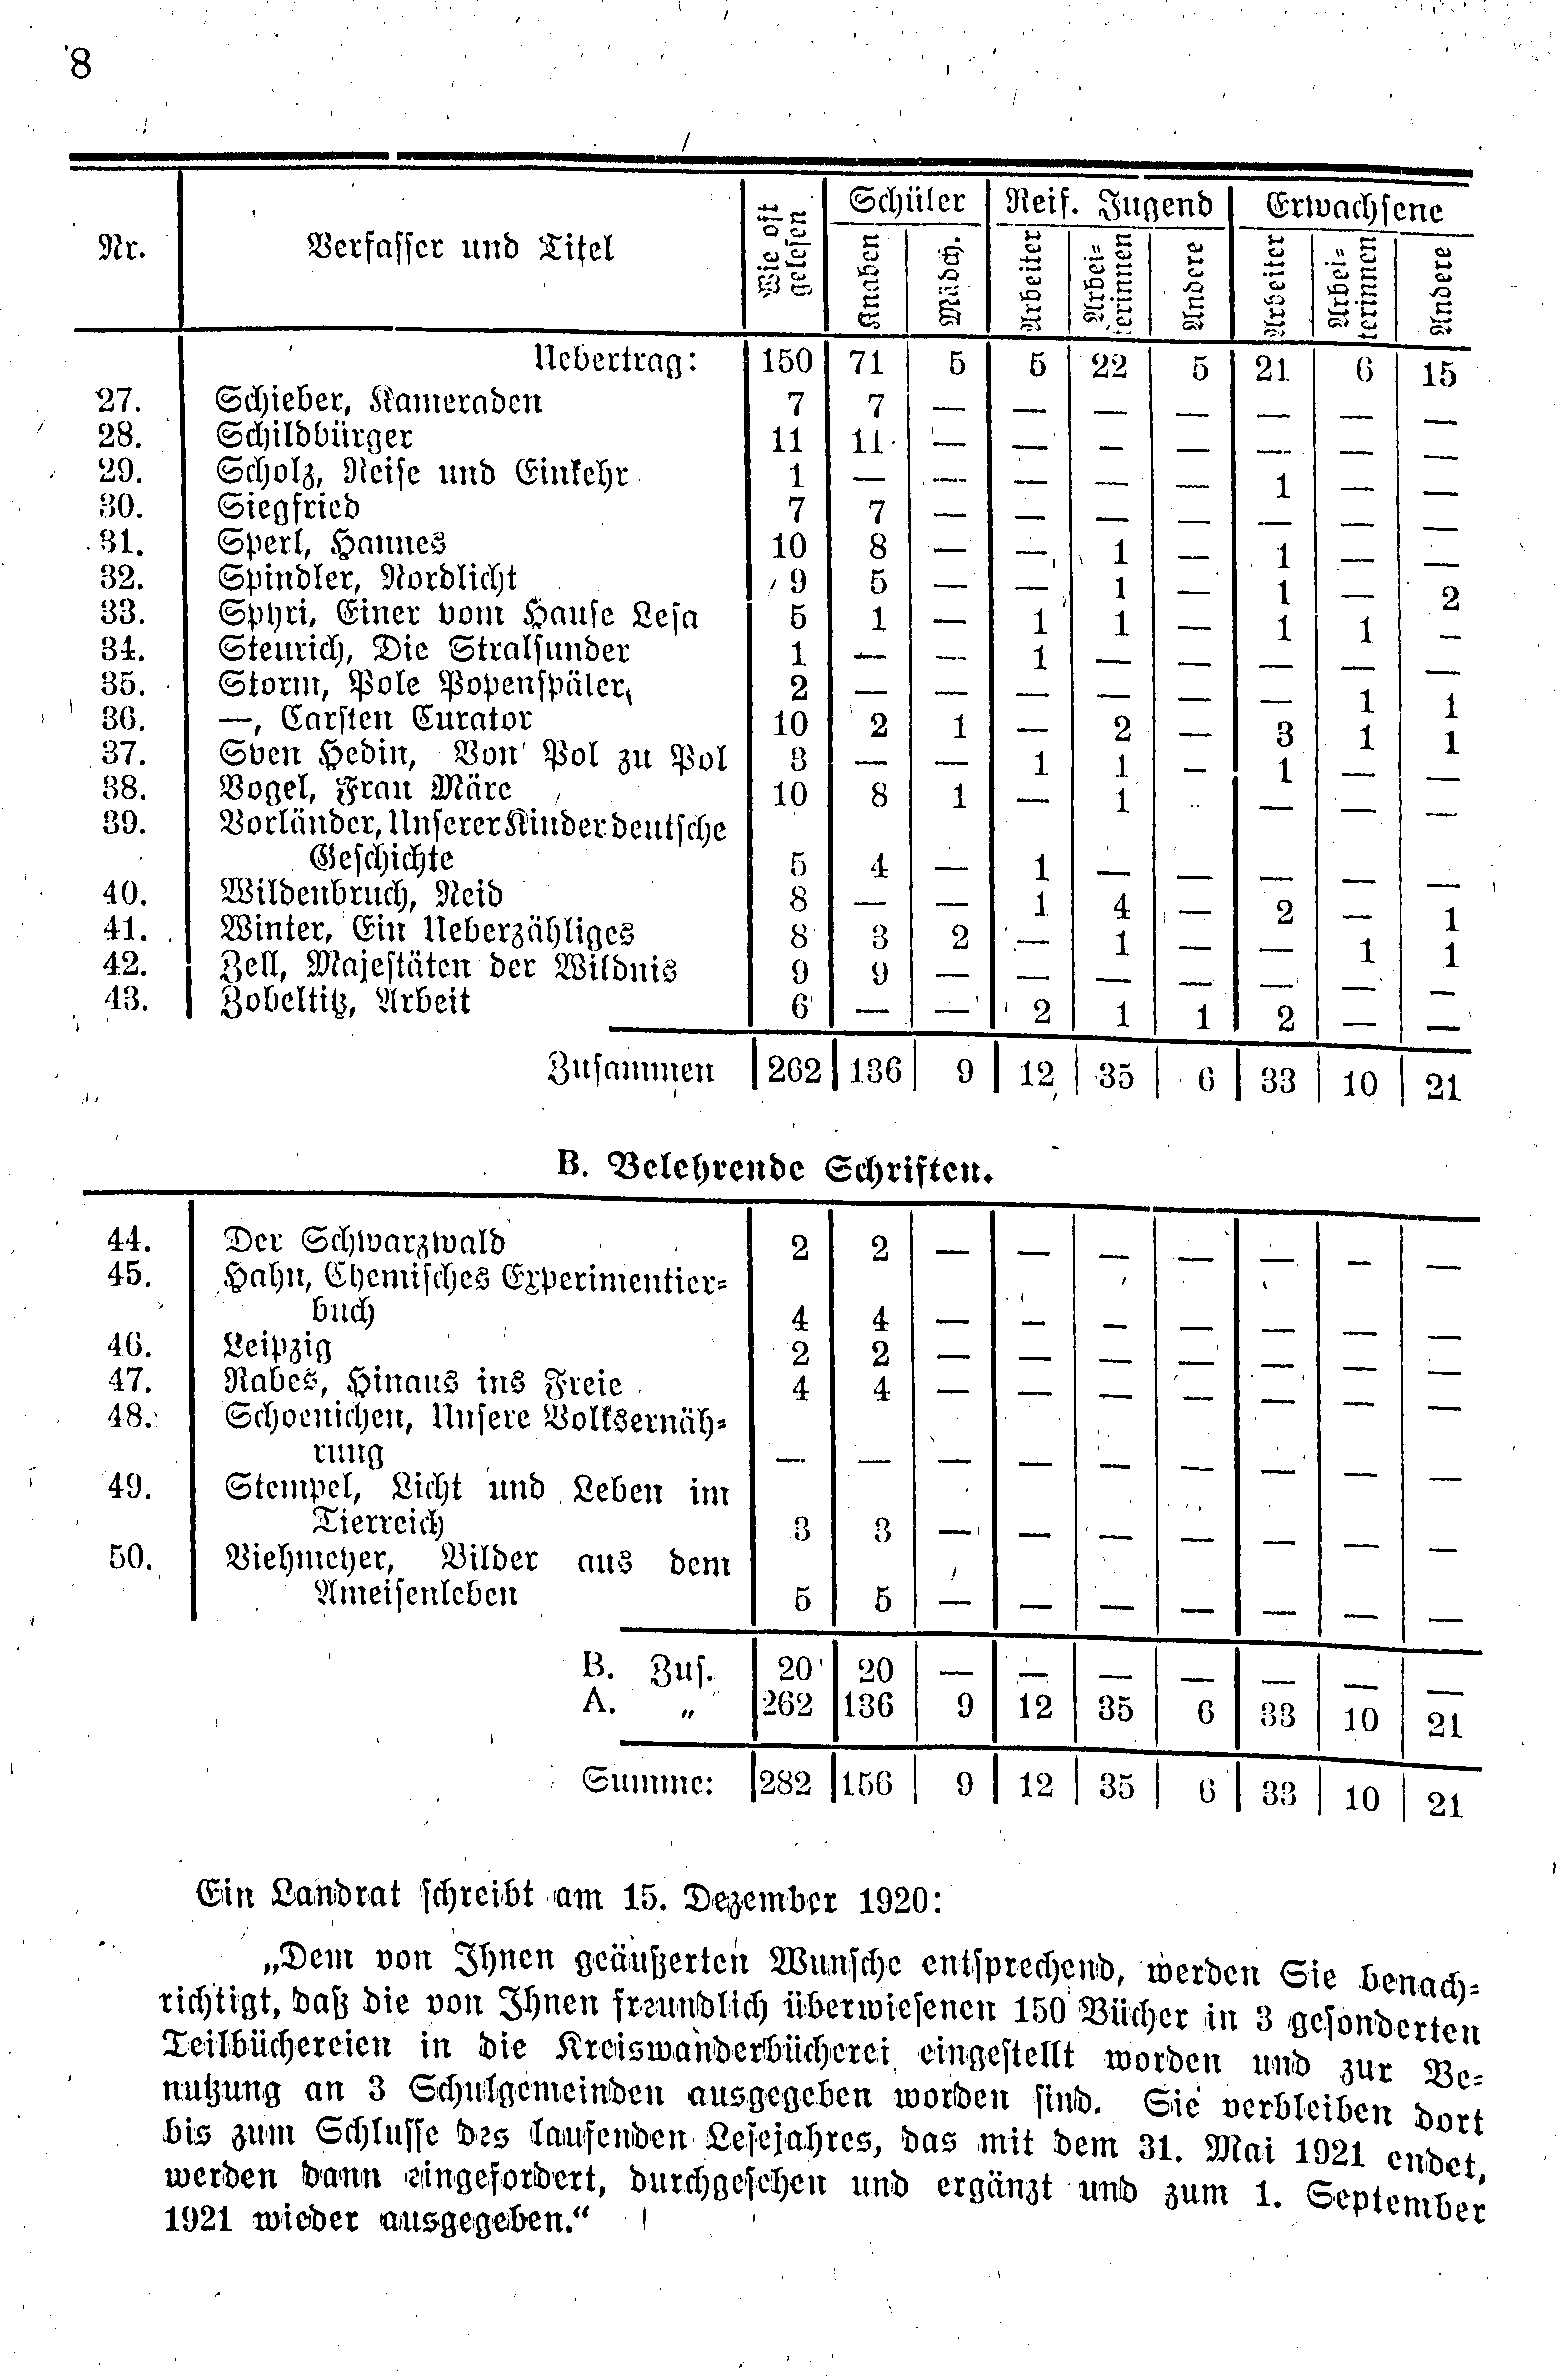 8
Nr. Verfasser und Titel Wie oft gelesen Schüler Reif. Jugend Erwachsene
Knaben Mädch. Arbeiter Arbei-terinnen Andere Arbeiter Arbei-terinnen Andere
Uebertrag: 150 71 5 5 22 5 21 6 15
27. Schieber, Kameraden 7 7 — — — — — — —
28. Schildbürger 11 11 — — — — — — —
29. Scholz, Reise und Einkehr 1 — — — — — 1 — —
30. Siegfried 7 7 — — — — — — —
31. Sperl, Hannes 10 8 — — 1 — 1 — —
32. Spindler, Nordlicht 9 5 — — 1 — 1 — 2
33. Spyri, Einer vom Hause Lesa 5 1 — 1 1 — 1 1 —
34. Steurich, Die Stralsunder 1 — — 1 — — — — —
35. Storm, Pole Popenspäler, 2 — — — — — — 1 1
36. —, Carsten Curator 10 2 1 — 2 — 3 1 1
37. Sven Hedin, Von Pol zu Pol 3 — — 1 1 — 1 — —
38. Vogel, Frau Märe 10 8 1 — 1 — — —
39. Vorländer, Unserer Kinder deutsche
Geschichte 5 4 — 1 — — — — —
40. Wildenbruch, Neid 8 — — 1 4 — 2 — 1
41. Winter, Ein Ueberzähliges 8 3 2 — 1 — — 1 1
42. Zell, Majestäten der Wildnis 9 9 — — — — — — —
43. Zobeltitz, Arbeit 6 — — 2 1 1 2 — —
Zusammen 262 136 9 12 35 6 33 10 21
B. Belehrende Schriften.
44. Der Schwarzwald 2 2 — — — — — — —
45. Hahn, Chemisches Experimentier-
buch 4 4 — — — — — — —
46. Leipzig 2 2 — — — — — — —
47. Rabes, Hinaus ins Freie 4 4 — — — — — — —
48. Schoenichen, Unsere Volksernäh-
rung — — — — — — — — —
49. Stempel, Licht und Leben im
Tierreich 3 3 — — — — — — —
50. Viehmeyer, Bilder aus dem
Ameisenleben 5 5 — — — — — — —
B. Zus. 20 20 — — — — — — —
A. „ 262 136 9 12 35 6 33 10 21
Summe: 282 156 9 12 35 6 33 10 21
Ein Landrat schreibt am 15. Dezember 1920:
„Dem von Ihnen geäußerten Wunsche entsprechend, werden Sie benach-
richtigt, daß die von Ihnen freundlich überwiesenen 150 Bücher in 3 gesonderten
Teilbüchereien in die Kreiswanderbücherei eingestellt worden und zur Be-
nutzung an 3 Schulgemeinden ausgegeben worden sind. Sie verbleiben dort
bis zum Schlusse des laufenden Lesejahres, das mit dem 31. Mai 1921 endet,
werden dann eingefordert, durchgesehen und ergänzt und zum 1. September
1921 wieder ausgegeben.“